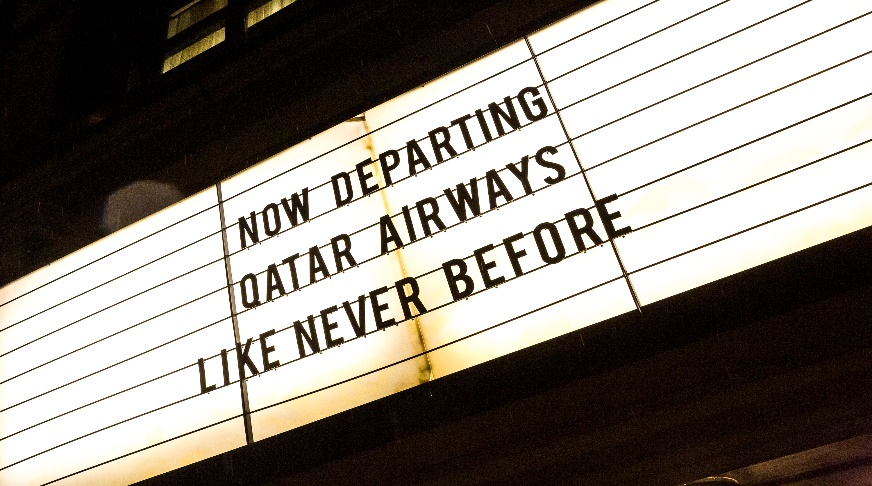 NOW DEPARTING
QATAR AIRWAYS
LIKE NEVER BEFORE